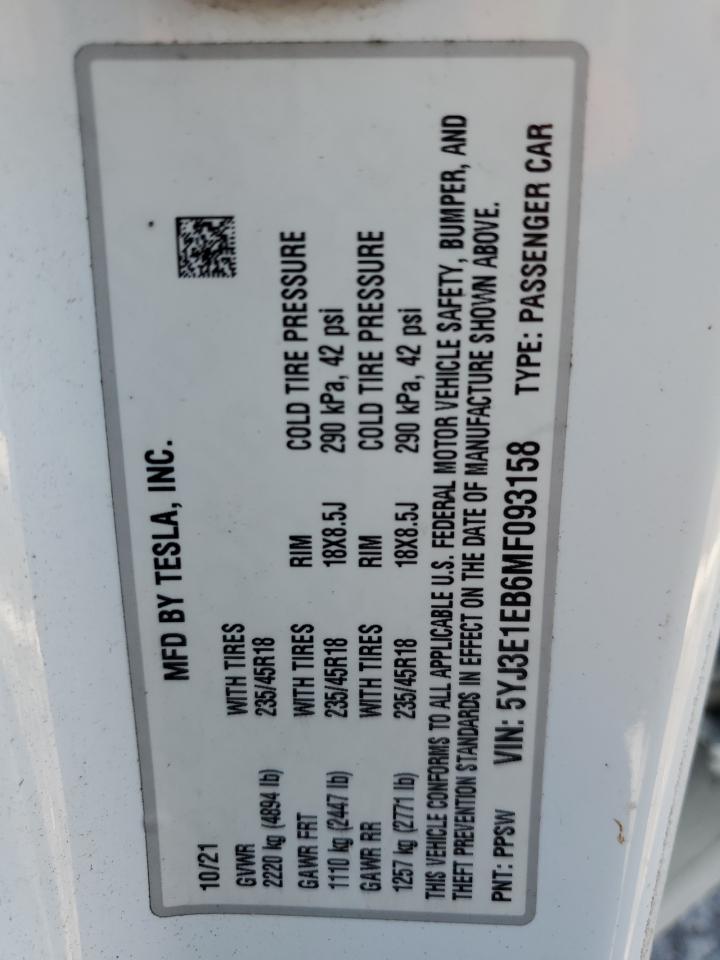 MFD BY TESLA, INC.
10/21
GVWR WITH TIRES
2220 kg (4894 lb) 235/45R18
GAWR FRT WITH TIRES RIM COLD TIRE PRESSURE
1110 kg (2447 lb) 235/45R18 18X8.5J 290 kPa, 42 psi
GAWR RR WITH TIRES RIM COLD TIRE PRESSURE
1257 kg (2771 lb) 235/45R18 18X8.5J 290 kPa, 42 psi
THIS VEHICLE CONFORMS TO ALL APPLICABLE U.S. FEDERAL MOTOR VEHICLE SAFETY, BUMPER, AND
THEFT PREVENTION STANDARDS IN EFFECT ON THE DATE OF MANUFACTURE SHOWN ABOVE.
PNT: PPSW VIN: 5YJ3E1EB6MF093158 TYPE: PASSENGER CAR